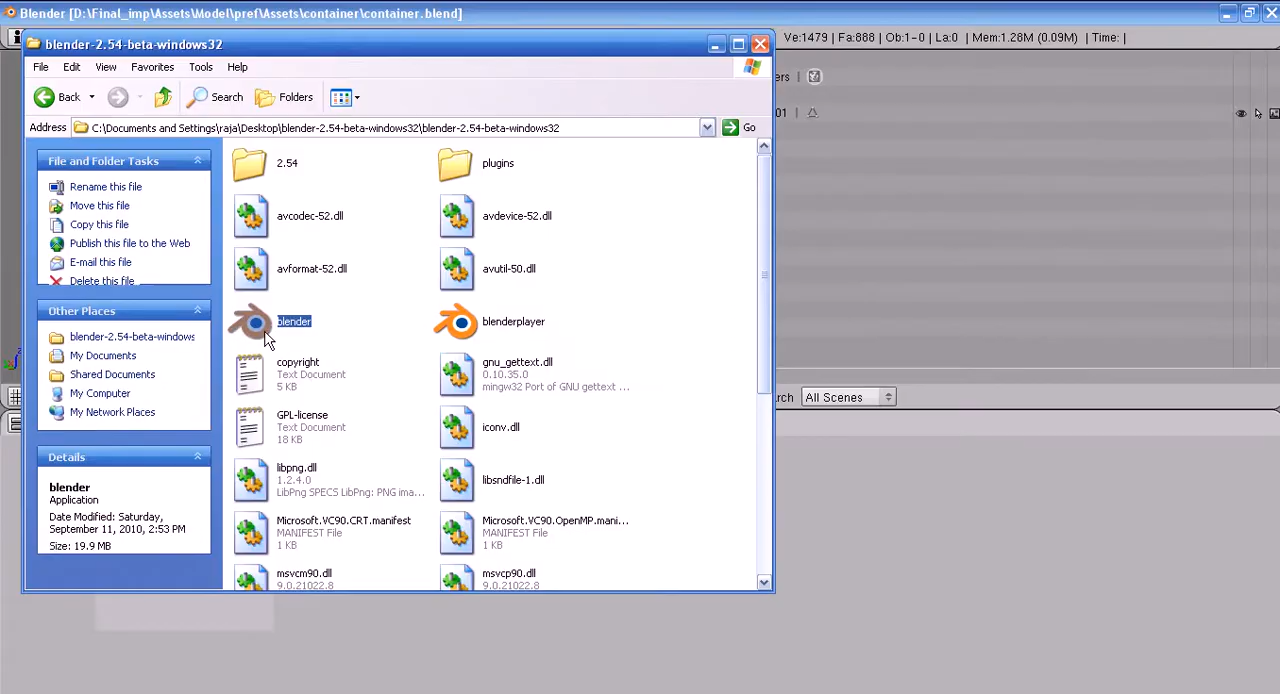 Blender [D:\Final_imp\Assets\Model\pref\Assets\container\container.blend]
blender-2.54-beta-windows32
Ve:1479 | Fa:888 | Ob:1-0 | La:0 | Mem:1.28M (0.09M) | Time: |
File Edit View Favorites Tools Help
Back Search Folders
Address C:\Documents and Settings\raja\Desktop\blender-2.54-beta-windows32\blender-2.54-beta-windows32 Go
File and Folder Tasks
Rename this file
Move this file
Copy this file
Publish this file to the Web
E-mail this file
Delete this file
Other Places
blender-2.54-beta-windows
My Documents
Shared Documents
My Computer
My Network Places
Details
blender
Application
Date Modified: Saturday,
September 11, 2010, 2:53 PM
Size: 19.9 MB
2.54
plugins
avcodec-52.dll
avdevice-52.dll
avformat-52.dll
avutil-50.dll
blender
blenderplayer
copyright
Text Document
5 KB
gnu_gettext.dll
0.10.35.0
mingw32 Port of GNU gettext ...
GPL-license
Text Document
18 KB
iconv.dll
libpng.dll
1.2.4.0
LibPng SPECS LibPng: PNG ima...
libsndfile-1.dll
Microsoft.VC90.CRT.manifest
MANIFEST File
1 KB
Microsoft.VC90.OpenMP.mani...
MANIFEST File
1 KB
msvcm90.dll
9.0.21022.8
msvcp90.dll
9.0.21022.8
ers
01
rch All Scenes